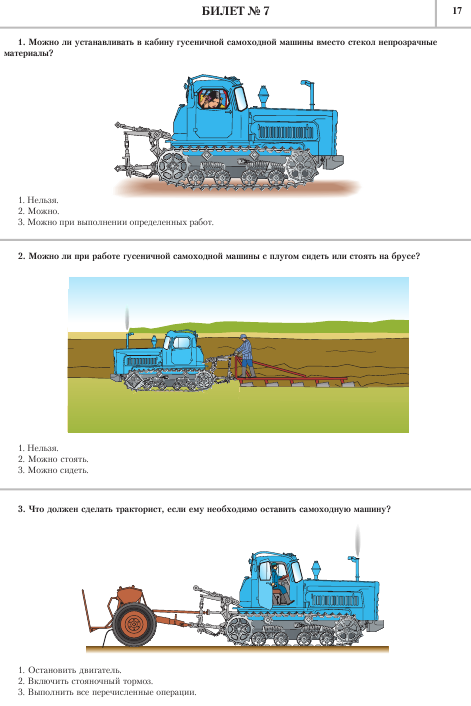 БИЛЕТ № 7
17
1. Можно ли устанавливать в кабину гусеничной самоходной машины вместо стекол непрозрачные
материалы?
1. Нельзя.
2. Можно.
3. Можно при выполнении определенных работ.
2. Можно ли при работе гусеничной самоходной машины с плугом сидеть или стоять на брусе?
1. Нельзя.
2. Можно стоять.
3. Можно сидеть.
3. Что должен сделать тракторист, если ему необходимо оставить самоходную машину?
1. Остановить двигатель.
2. Включить стояночный тормоз.
3. Выполнить все перечисленные операции.